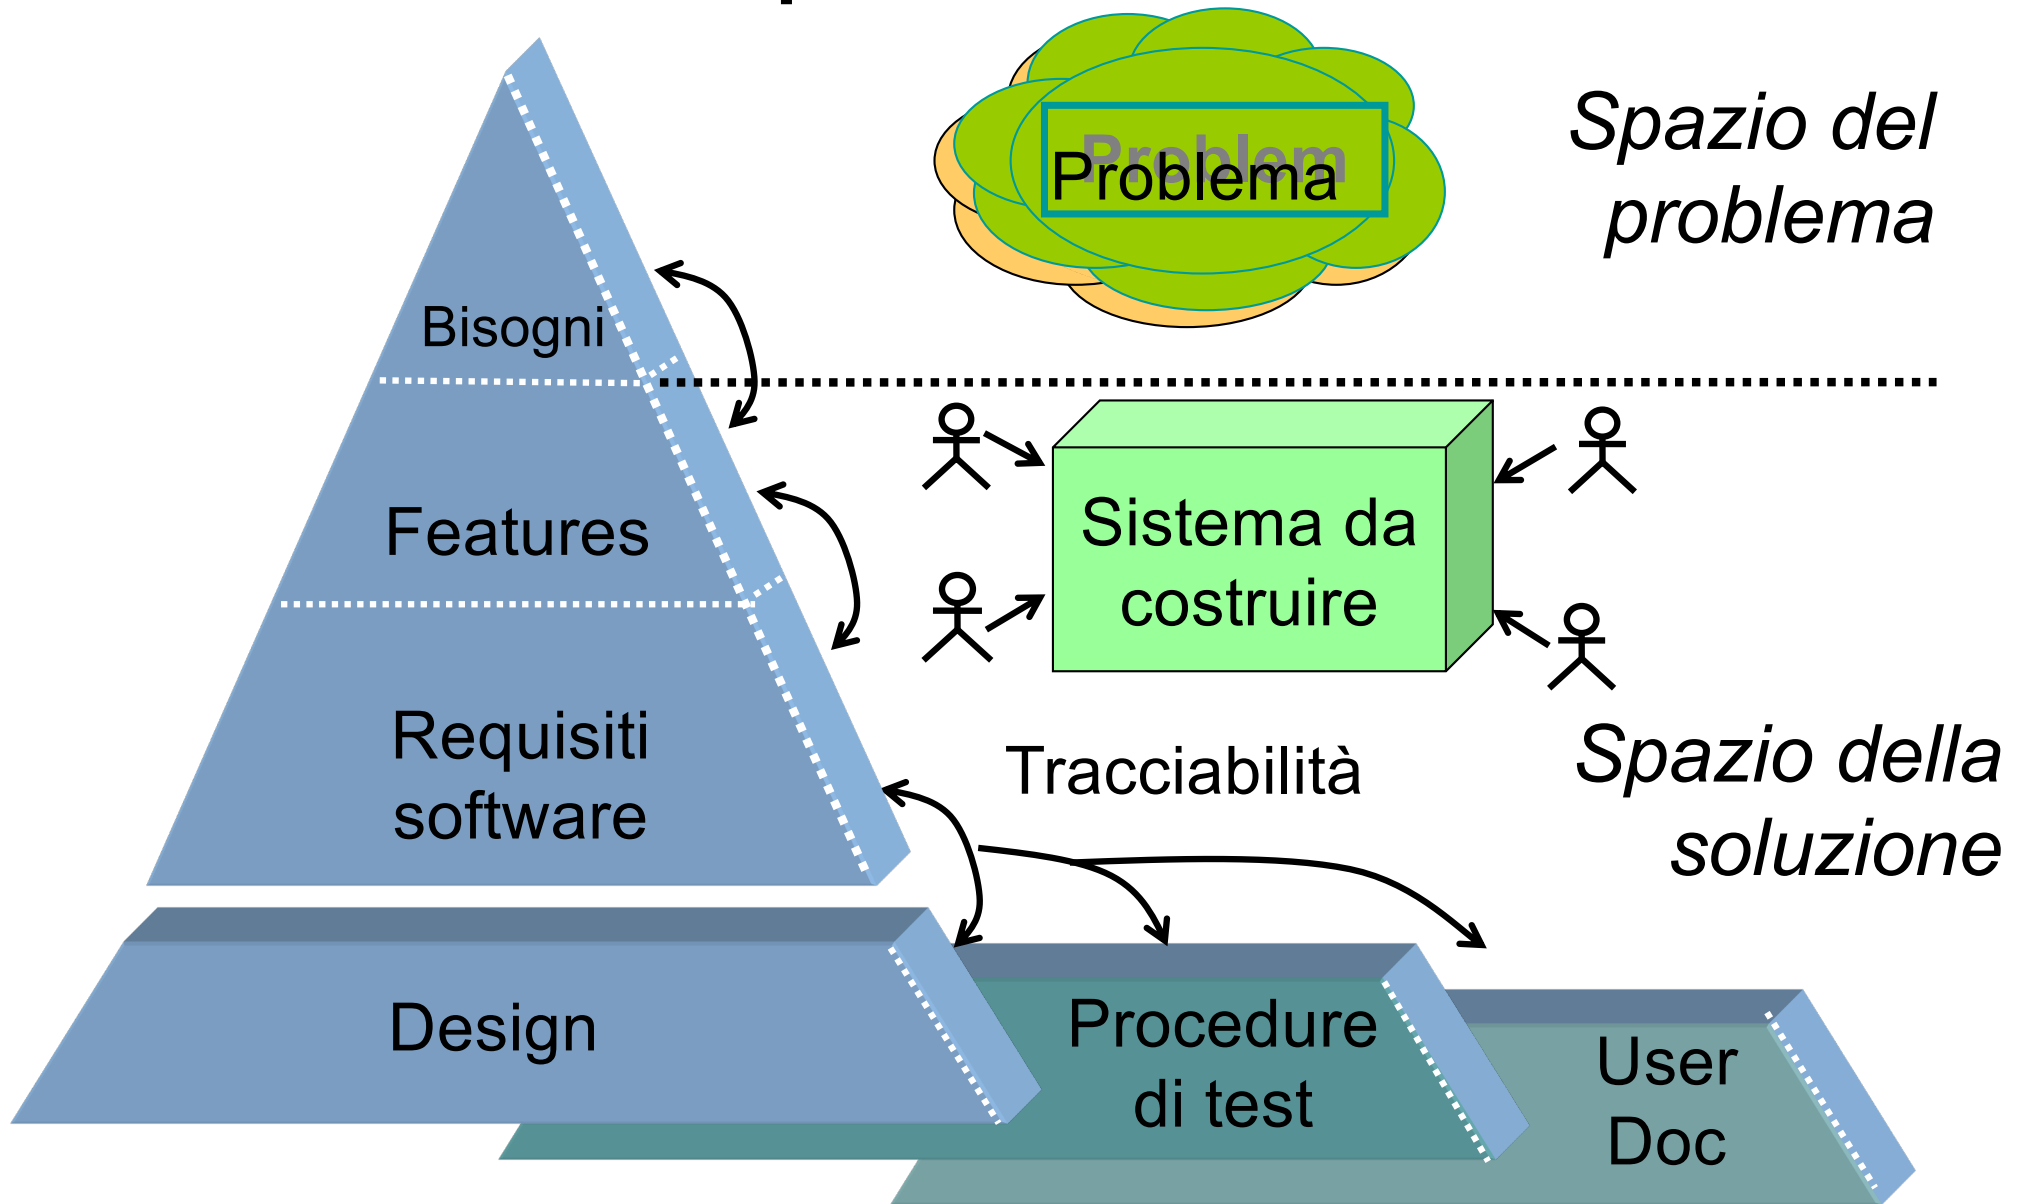 Problem
Problema
Spazio del
problema
Bisogni
Features
Sistema da
costruire
Requisiti
software
Tracciabilità
Spazio della
soluzione
Design
Procedure
di test
User
Doc